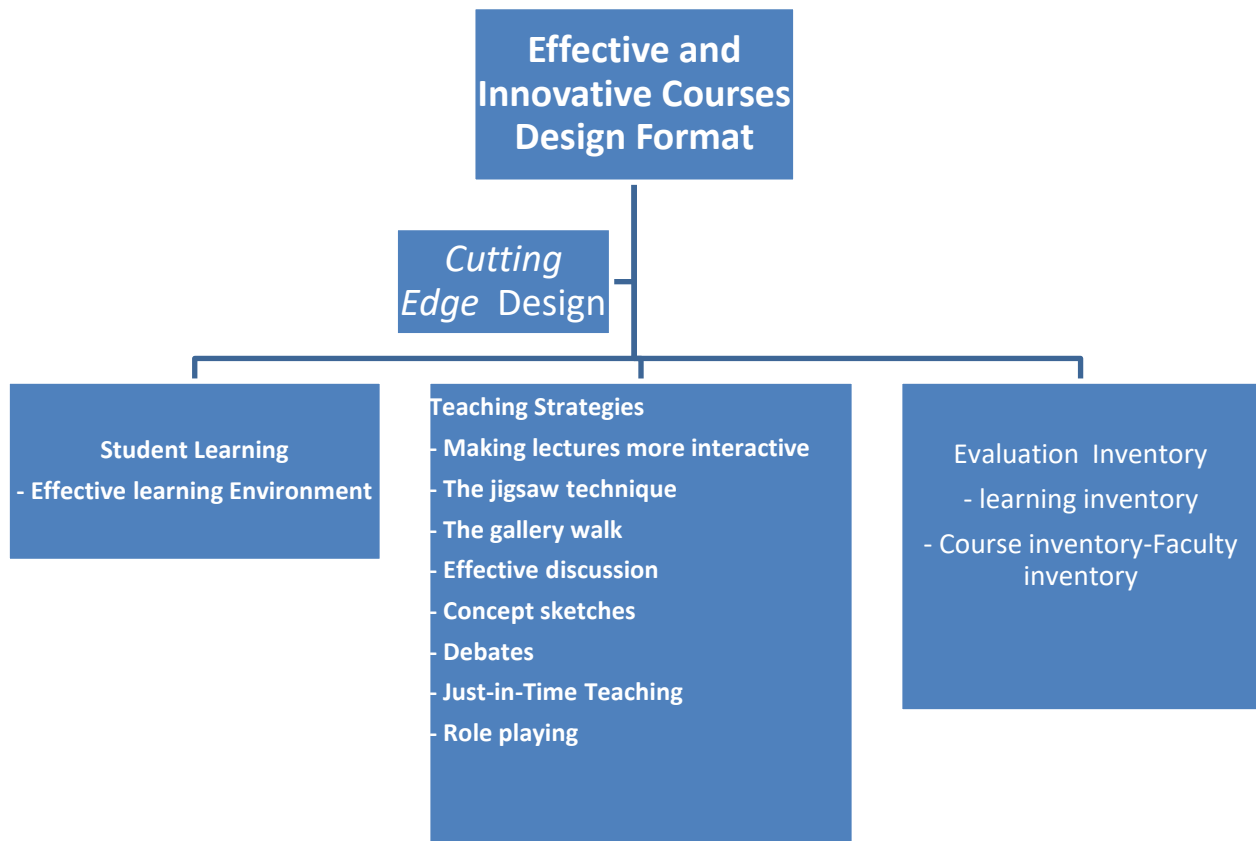 Effective and
Innovative Courses
Design Format
Cutting
Edge Design
Student Learning
- Effective learning Environment
Teaching Strategies
- Making lectures more interactive
- The jigsaw technique
- The gallery walk
- Effective discussion
- Concept sketches
- Debates
- Just-in-Time Teaching
- Role playing
Evaluation Inventory
- learning inventory
- Course inventory-Faculty
inventory